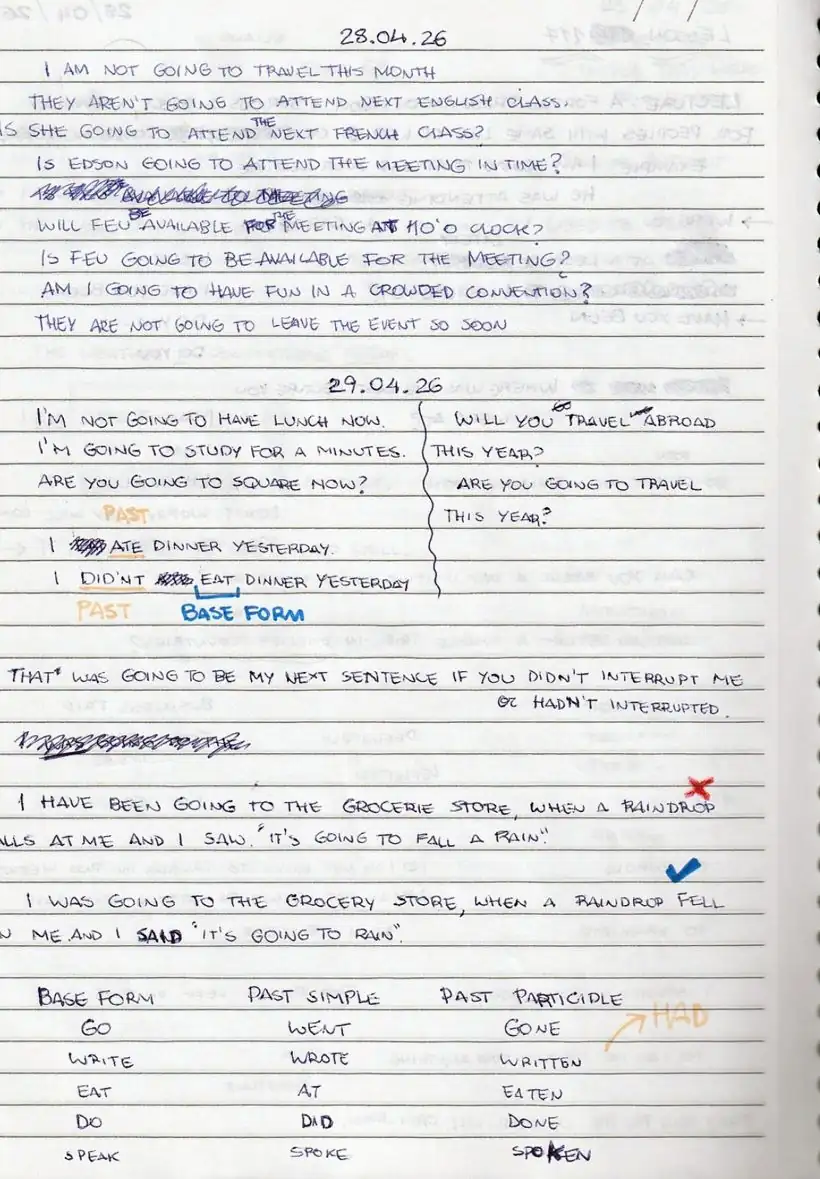 28.04.26
I AM NOT GOING TO TRAVEL THIS MONTH
THEY AREN'T GOING TO ATTEND NEXT ENGLISH CLASS.
IS SHE GOING TO ATTEND THE NEXT FRENCH CLASS?
IS EDSON GOING TO ATTEND THE MEETING IN TIME?
WILL FEU BE AVAILABLE FOR THE MEETING AT 10'O CLOCK?
IS FEU GOING TO BE AVAILABLE FOR THE MEETING?
AM I GOING TO HAVE FUN IN A CROWDED CONVENTION?
THEY ARE NOT GOING TO LEAVE THE EVENT SO SOON
29.04.26
I'M NOT GOING TO HAVE LUNCH NOW.
I'M GOING TO STUDY FOR A MINUTES.
ARE YOU GOING TO SQUARE NOW?
WILL YOU GO TRAVEL ABROAD
THIS YEAR?
ARE YOU GOING TO TRAVEL
THIS YEAR?
PAST
I ATE DINNER YESTERDAY.
I DID'NT EAT DINNER YESTERDAY
PAST BASE FORM
THAT WAS GOING TO BE MY NEXT SENTENCE IF YOU DIDN'T INTERRUPT ME
OR HADN'T INTERRUPTED.
I HAVE BEEN GOING TO THE GROCERIE STORE, WHEN A RAINDROP
ALLS AT ME AND I SAW. "IT'S GOING TO FALL A RAIN."
I WAS GOING TO THE GROCERY STORE, WHEN A RAINDROP FELL
N ME AND I SAID "IT'S GOING TO RAIN".
BASE FORM PAST SIMPLE PAST PARTICIDLE
HAD
GO WENT GONE
WRITE WROTE WRITTEN
EAT AT EATEN
DO DID DONE
SPEAK SPOKE SPOKEN